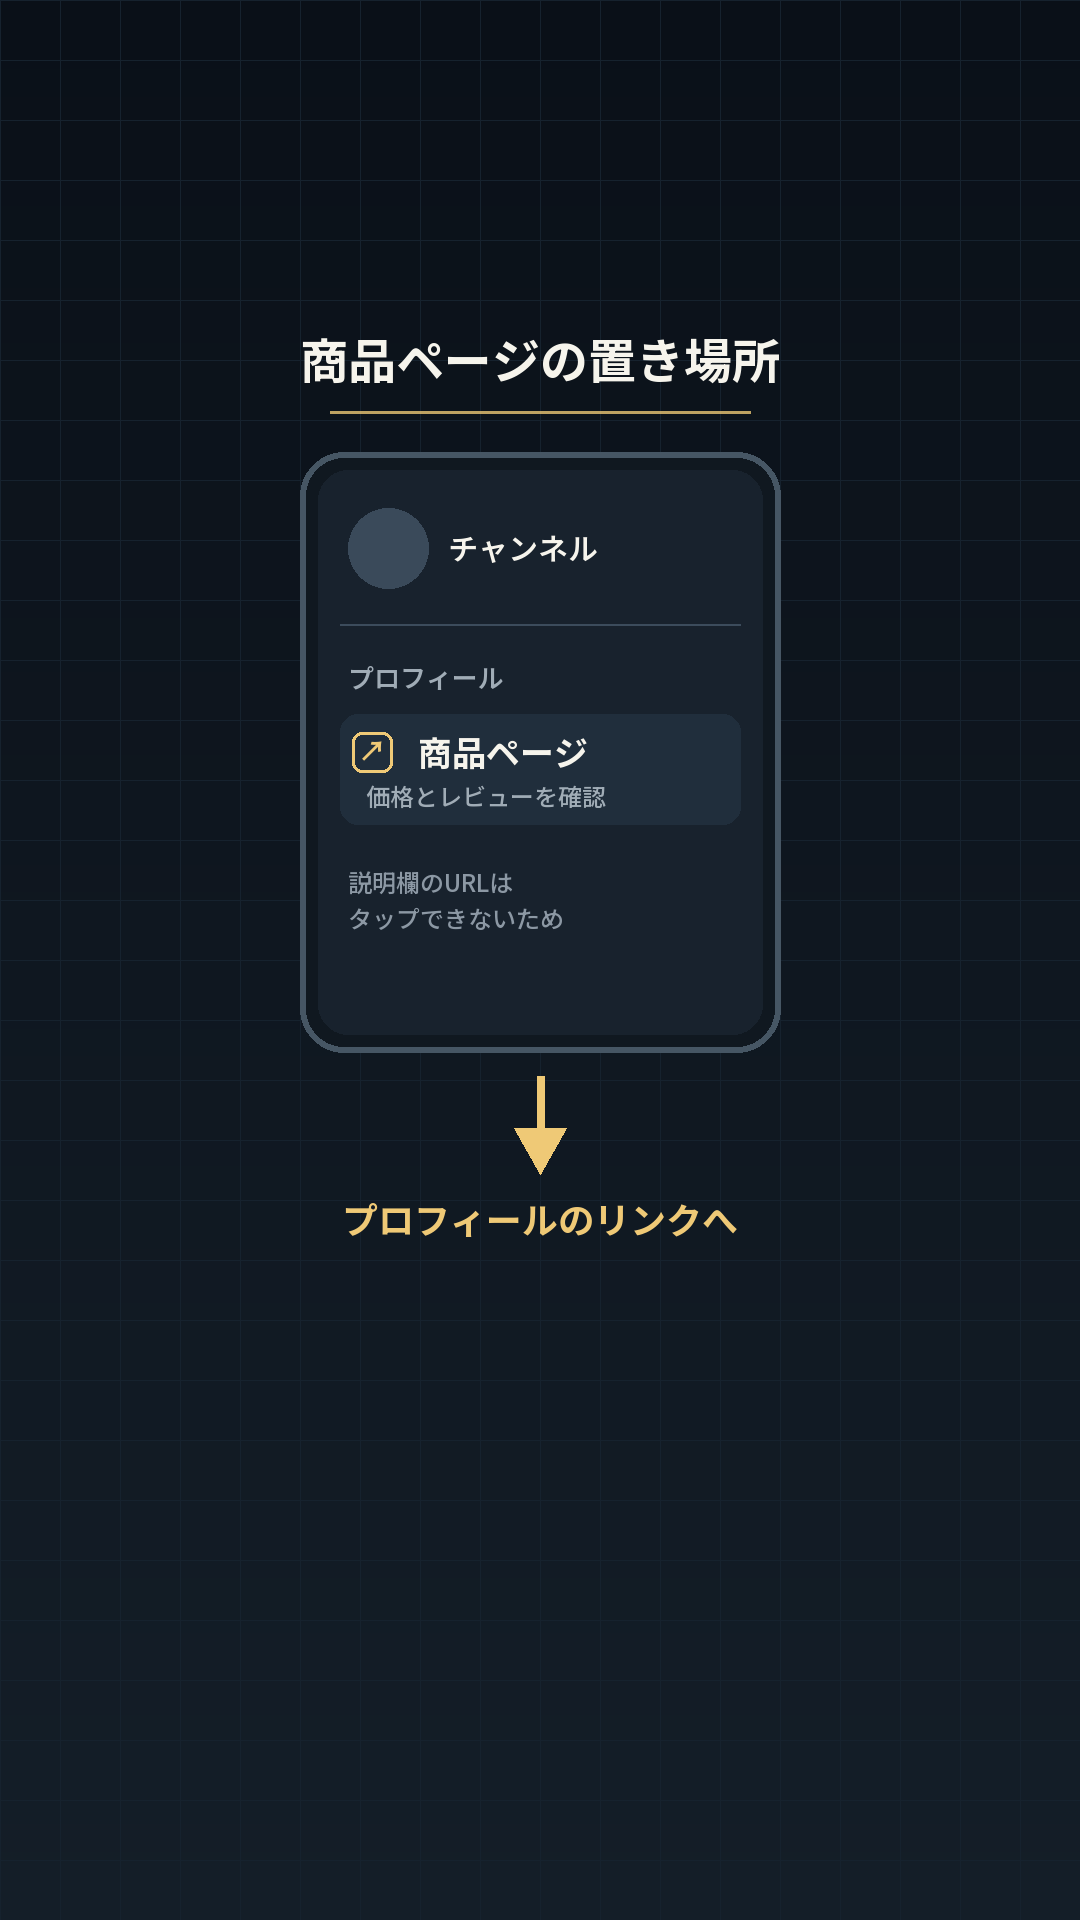 商品ページの置き場所
チャンネル
プロフィール
商品ページ
価格とレビューを確認
説明欄のURLは
タップできないため
プロフィールのリンクへ